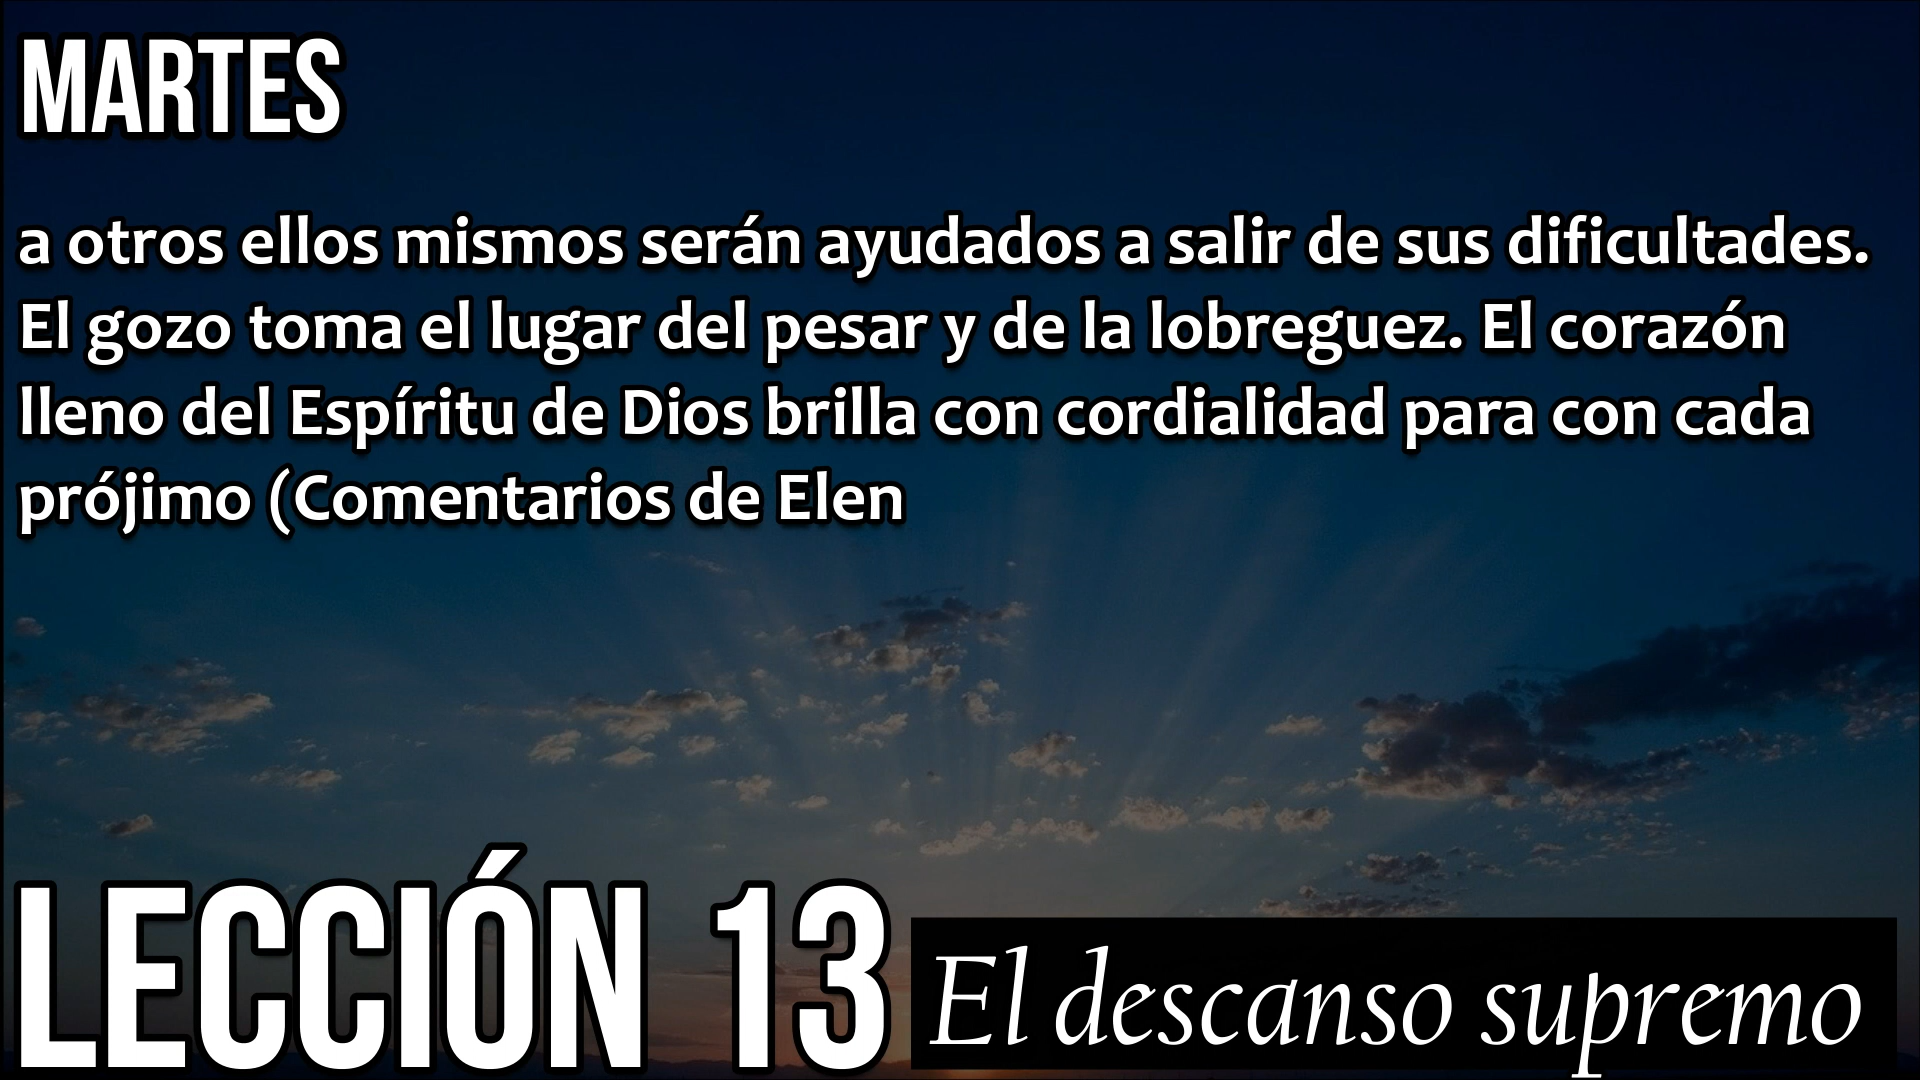 MARTES
a otros ellos mismos serán ayudados a salir de sus dificultades.
El gozo toma el lugar del pesar y de la lobreguez. El corazón
lleno del Espíritu de Dios brilla con cordialidad para con cada
prójimo (Comentarios de Elen
LECCIÓN 13
El descanso supremo